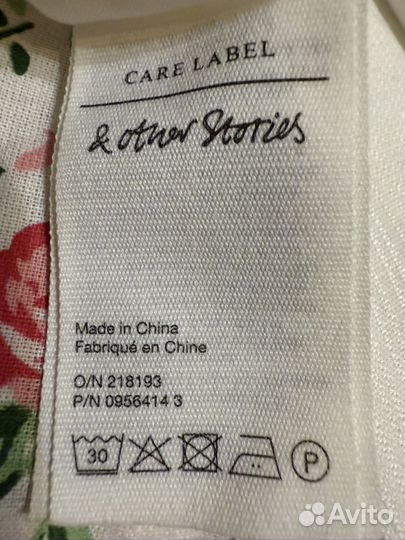 CARE LABEL
& other Stories
Made in China
Fabriqué en Chine
O/N 218193
P/N 0956414 3
30 P
Avito